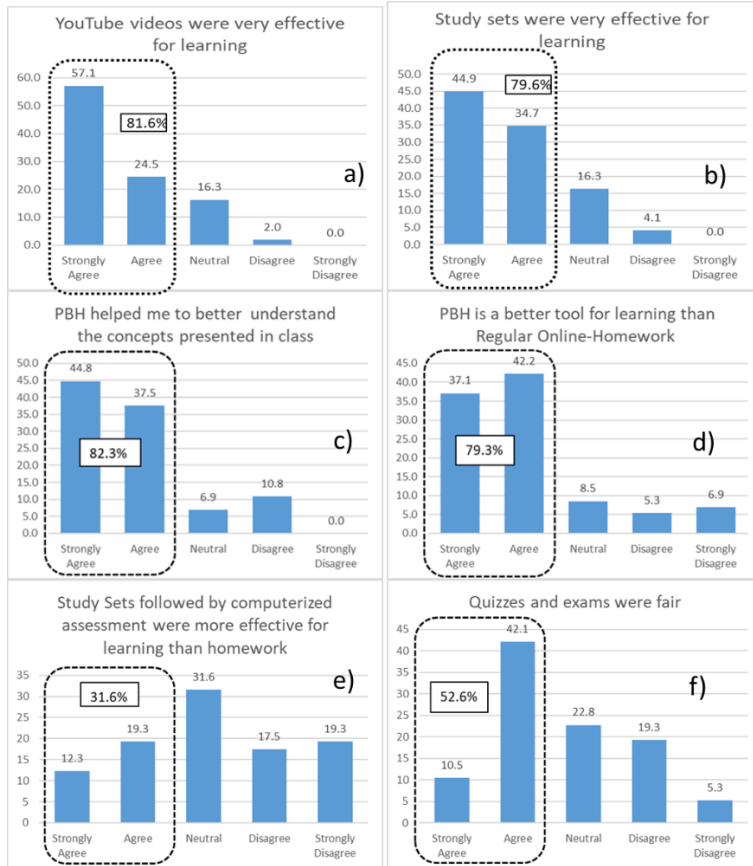 YouTube videos were very effective
for learning
60.0
50.0
40.0
30.0
20.0
10.0
0.0
57.1
24.5
16.3
2.0
0.0
81.6%
a)
Strongly Agree
Agree
Neutral
Disagree
Strongly Disagree
Study sets were very effective for
learning
50.0
45.0
40.0
35.0
30.0
25.0
20.0
15.0
10.0
5.0
0.0
44.9
34.7
16.3
4.1
0.0
79.6%
b)
Strongly Agree
Agree
Neutral
Disagree
Strongly Disagree
PBH helped me to better understand
the concepts presented in class
50.0
45.0
40.0
35.0
30.0
25.0
20.0
15.0
10.0
5.0
0.0
44.8
37.5
6.9
10.8
0.0
82.3%
c)
Strongly Agree
Agree
Neutral
Disagree
Strongly Disagree
PBH is a better tool for learning than
Regular Online-Homework
45.0
40.0
35.0
30.0
25.0
20.0
15.0
10.0
5.0
0.0
37.1
42.2
8.5
5.3
6.9
79.3%
d)
Strongly Agree
Agree
Neutral
Disagree
Strongly Disagree
Study Sets followed by computerized
assessment were more effective for
learning than homework
35
30
25
20
15
10
5
0
12.3
19.3
31.6
17.5
19.3
31.6%
e)
Strongly Agree
Agree
Neutral
Disagree
Strongly Disagree
Quizzes and exams were fair
45
40
35
30
25
20
15
10
5
0
10.5
42.1
22.8
19.3
5.3
52.6%
f)
Strongly Agree
Agree
Neutral
Disagree
Strongly Disagree